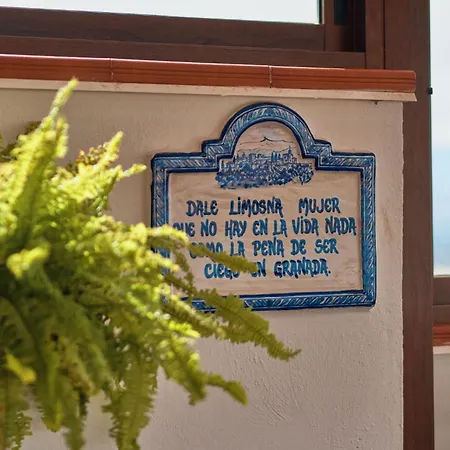 DALE LIMOSNA MUJER
QUE NO HAY EN LA VIDA NADA
COMO LA PENA DE SER
CIEGO EN GRANADA.